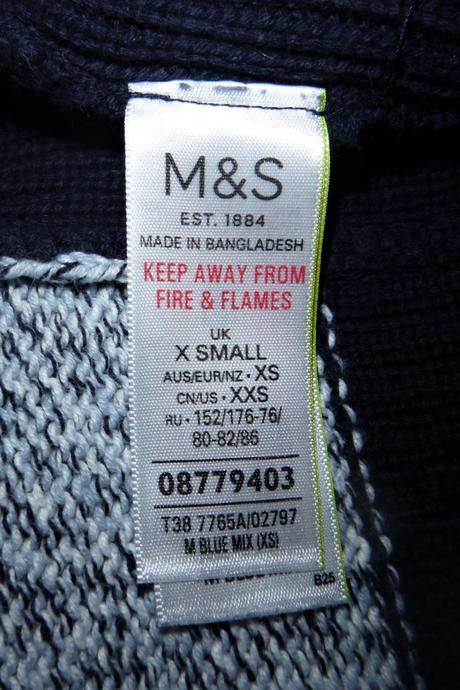 M&S
EST. 1884
MADE IN BANGLADESH
KEEP AWAY FROM
FIRE & FLAMES
UK
X SMALL
AUS/EUR/NZ • XS
CN/US • XXS
RU • 152/176-76/
80-82/86
08779403
T38 7765A/02797
M BLUE MIX (XS)
B25